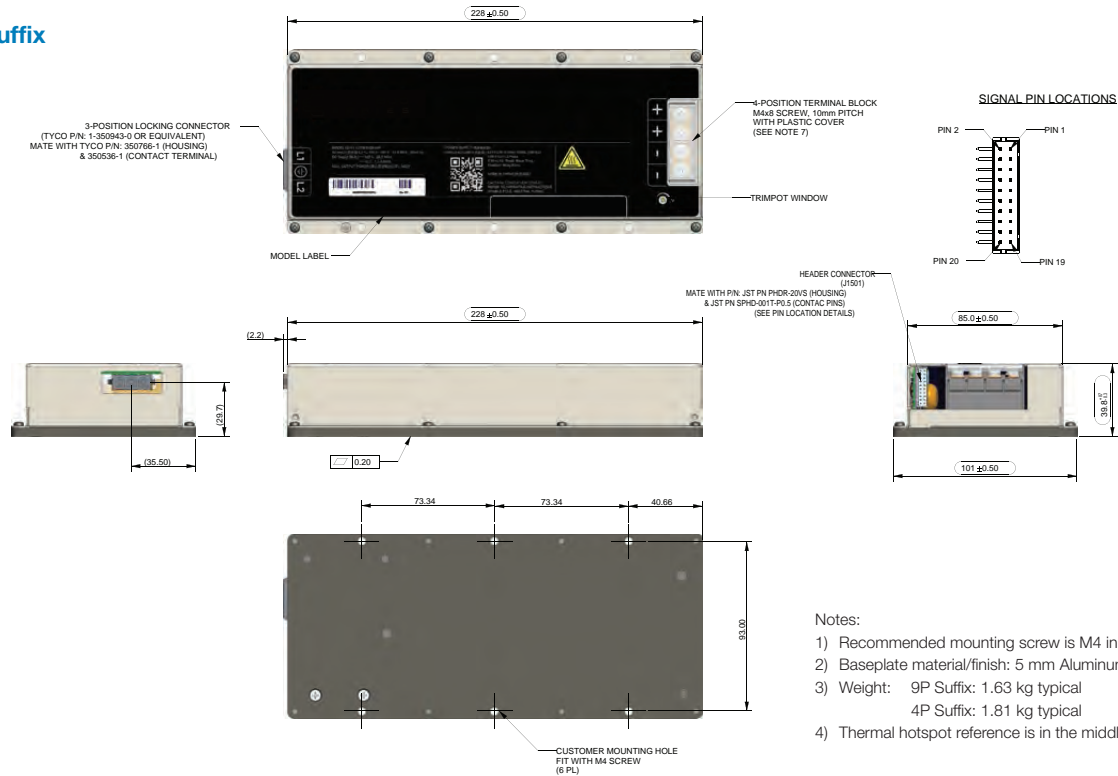 uffix
228 ±0.50
3-POSITION LOCKING CONNECTOR
(TYCO P/N: 1-350943-0 OR EQUIVALENT)
MATE WITH TYCO P/N: 350766-1 (HOUSING)
& 350536-1 (CONTACT TERMINAL)
L1
L2
+
+
-
-
4-POSITION TERMINAL BLOCK
M4x8 SCREW, 10mm PITCH
WITH PLASTIC COVER
(SEE NOTE 7)
TRIMPOT WINDOW
MODEL LABEL
SIGNAL PIN LOCATIONS
PIN 2
PIN 1
PIN 20
PIN 19
HEADER CONNECTOR
(J1501)
MATE WITH P/N: JST PN PHDR-20VS (HOUSING)
& JST PN SPHD-001T-P0.5 (CONTAC PINS)
(SEE PIN LOCATION DETAILS)
228 ±0.50
(2.2)
(29.7)
(35.50)
0.20
85.0±0.50
39.8
101 ±0.50
73.34
73.34
40.66
93.00
CUSTOMER MOUNTING HOLE
FIT WITH M4 SCREW
(6 PL)
Notes:
1) Recommended mounting screw is M4 in
2) Baseplate material/finish: 5 mm Aluminu
3) Weight: 9P Suffix: 1.63 kg typical
4P Suffix: 1.81 kg typical
4) Thermal hotspot reference is in the middl